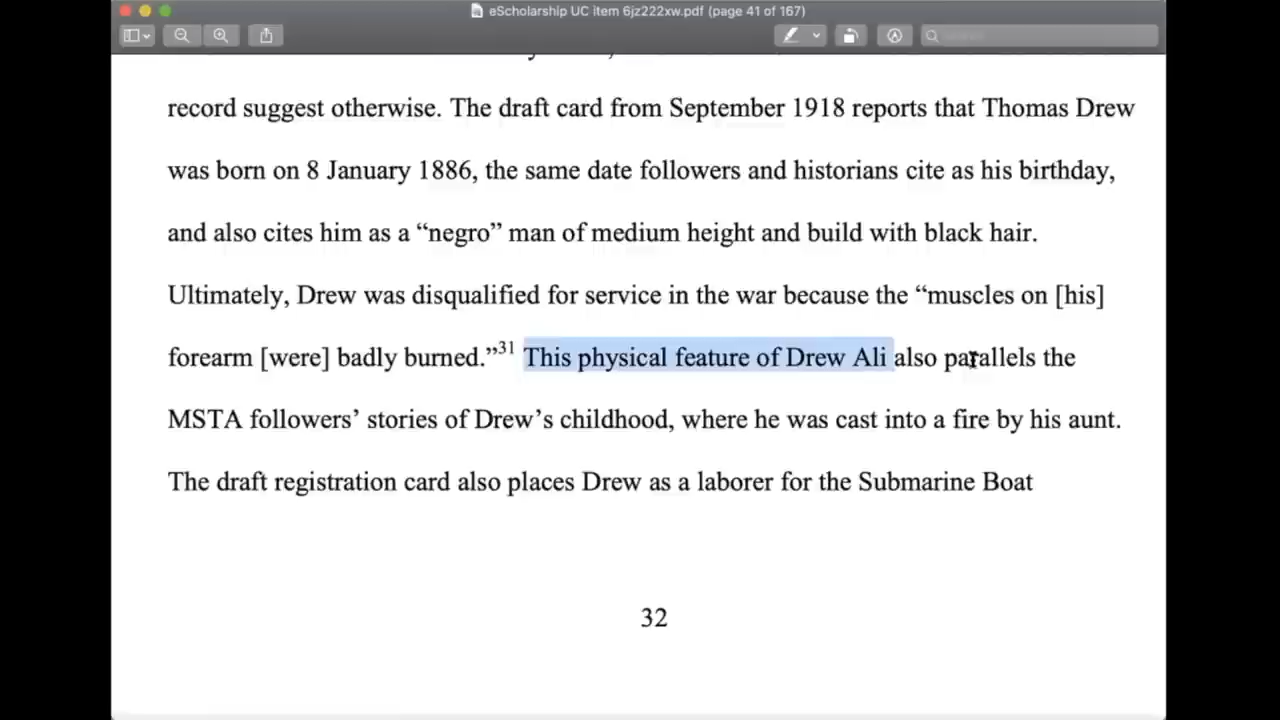 eScholarship UC item 6jz222xw.pdf (page 41 of 167)
record suggest otherwise. The draft card from September 1918 reports that Thomas Drew
was born on 8 January 1886, the same date followers and historians cite as his birthday,
and also cites him as a “negro” man of medium height and build with black hair.
Ultimately, Drew was disqualified for service in the war because the “muscles on [his]
forearm [were] badly burned.”31 This physical feature of Drew Ali also parallels the
MSTA followers’ stories of Drew’s childhood, where he was cast into a fire by his aunt.
The draft registration card also places Drew as a laborer for the Submarine Boat
32